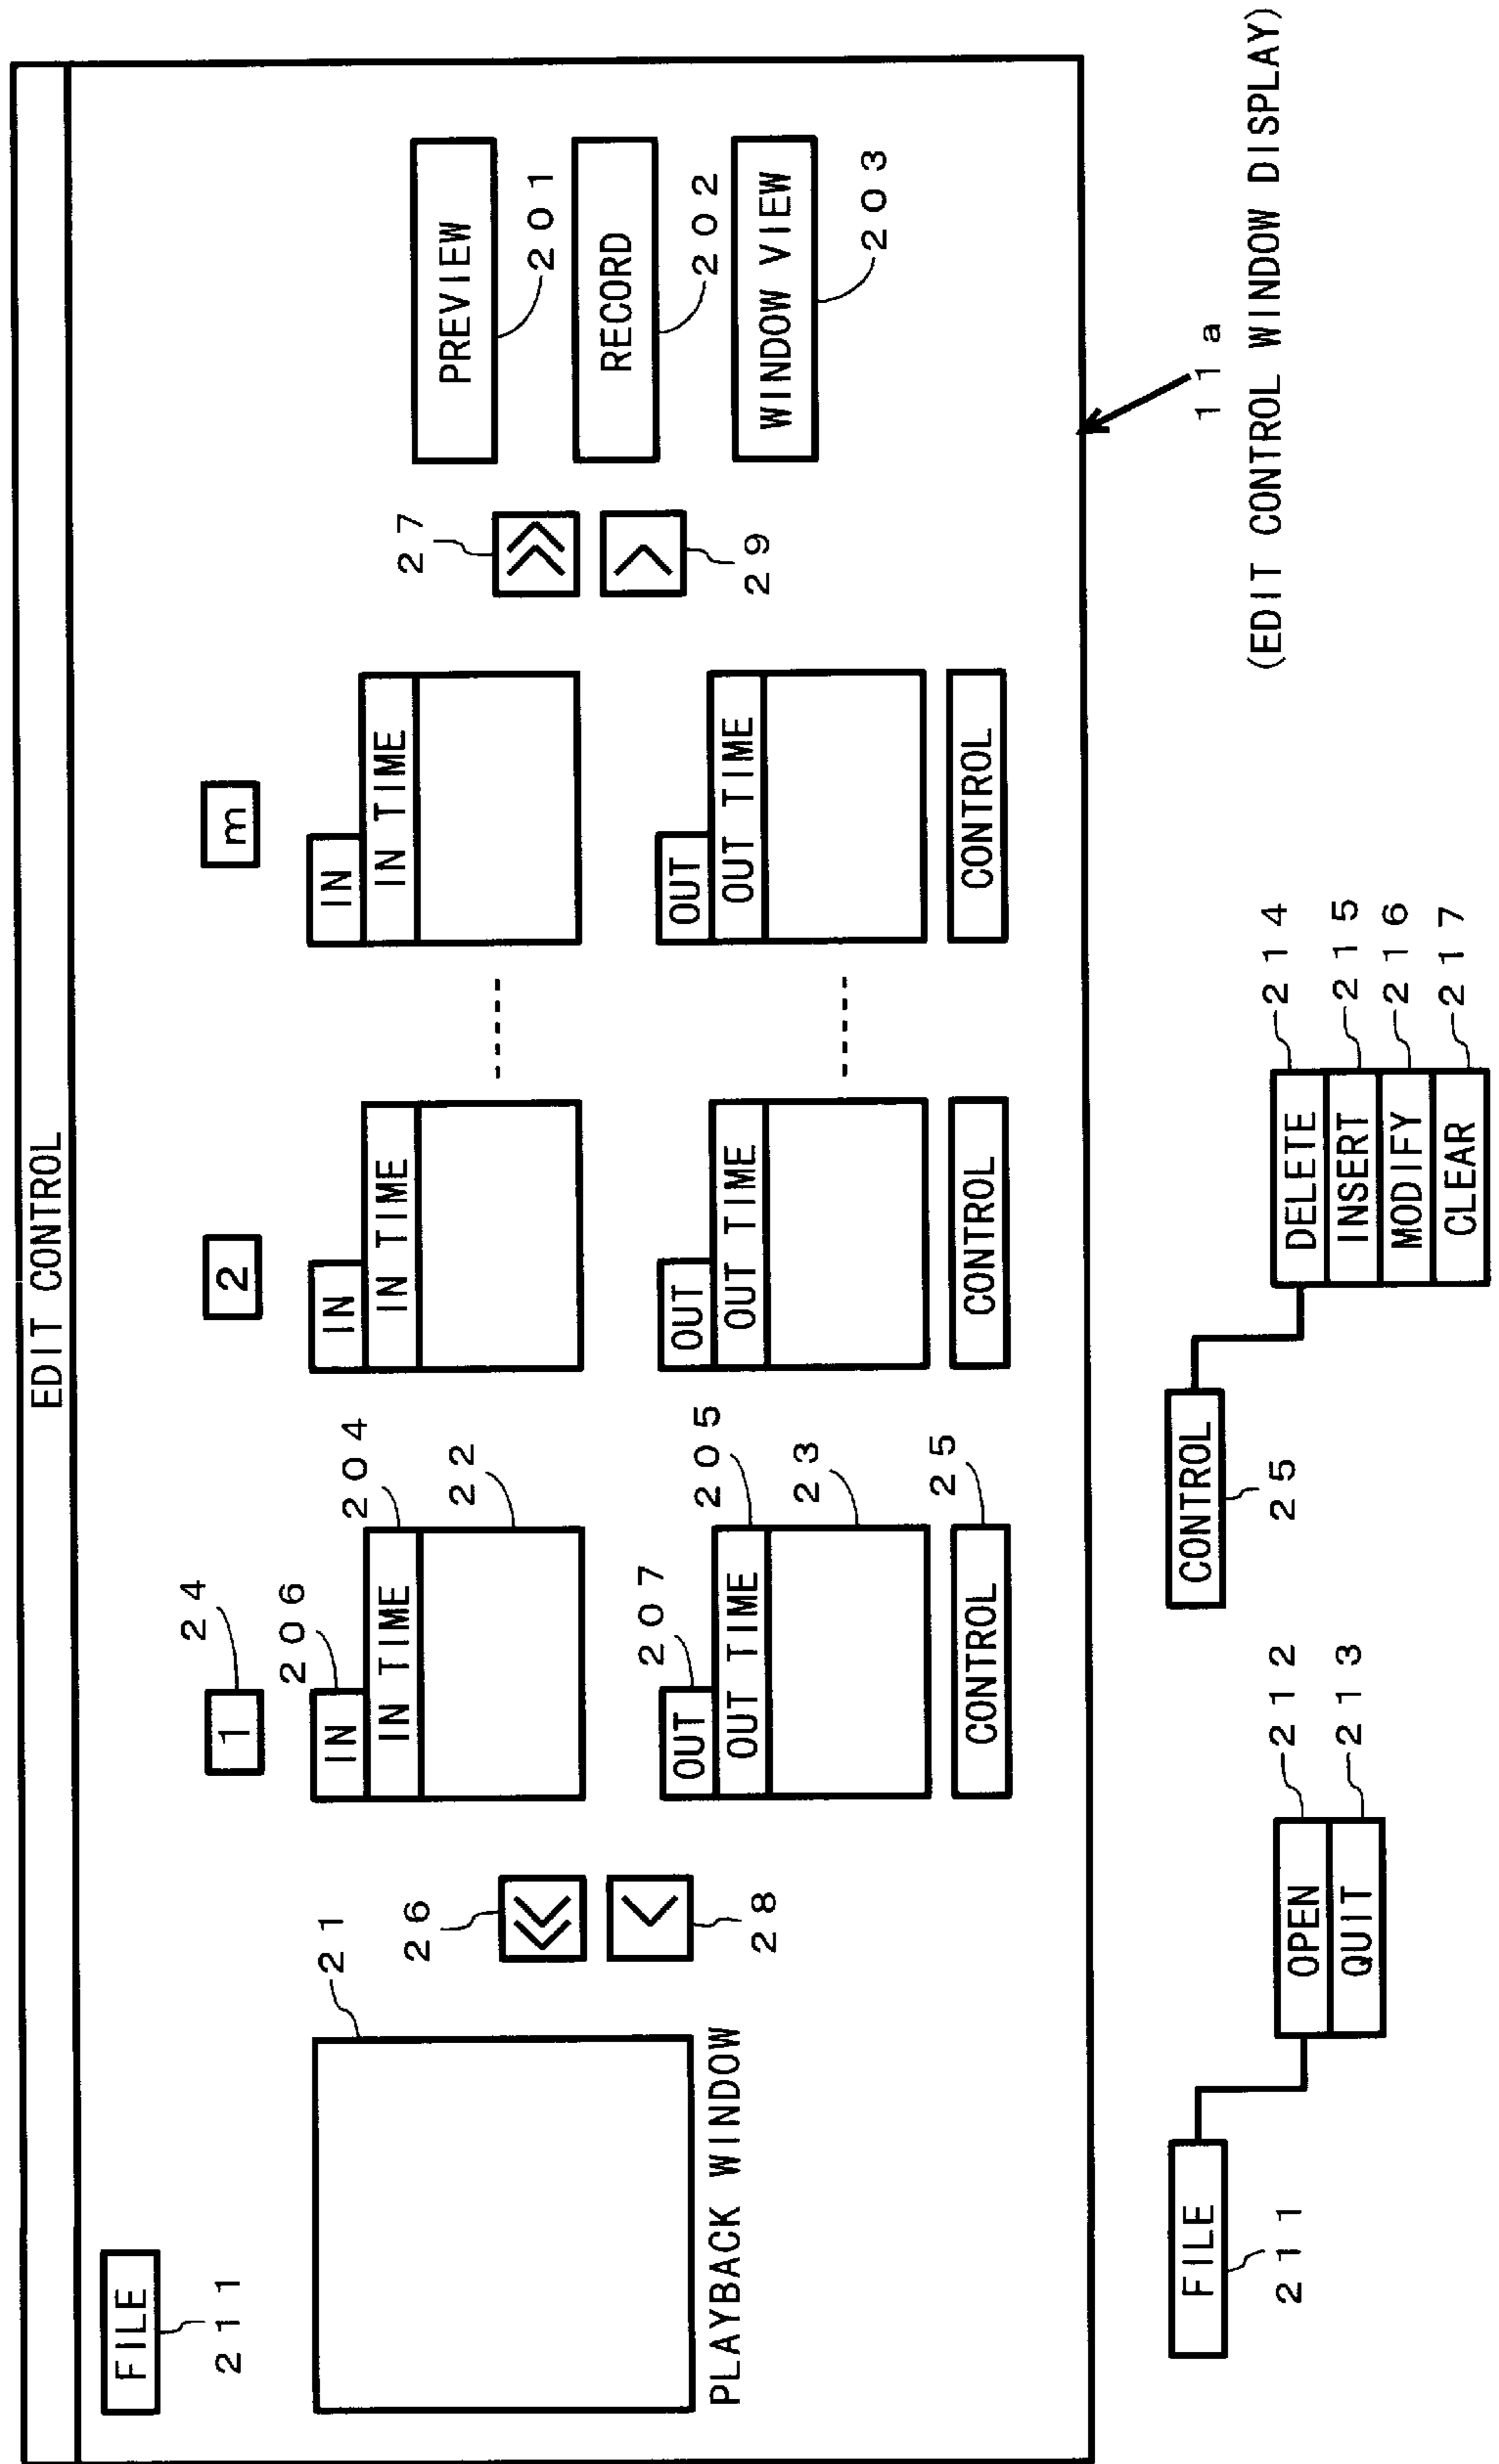 EDIT CONTROL
FILE
211
1
24
2
m
IN
206
IN
IN
IN TIME
204
IN TIME
IN TIME
22
21
26
27
28
29
PREVIEW
201
RECORD
202
WINDOW VIEW
203
OUT
207
OUT
OUT
OUT TIME
205
OUT TIME
OUT TIME
23
PLAYBACK WINDOW
CONTROL
25
CONTROL
CONTROL
11a
(EDIT CONTROL WINDOW DISPLAY)
FILE
211
OPEN
212
QUIT
213
CONTROL
25
DELETE
214
INSERT
215
MODIFY
216
CLEAR
217